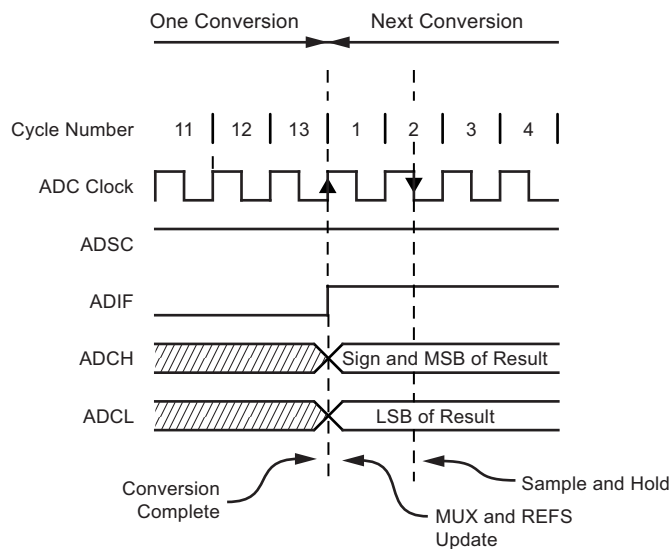 One Conversion
Next Conversion
Cycle Number
11
12
13
1
2
3
4
ADC Clock
ADSC
ADIF
ADCH
Sign and MSB of Result
ADCL
LSB of Result
Conversion
Complete
MUX and REFS
Update
Sample and Hold